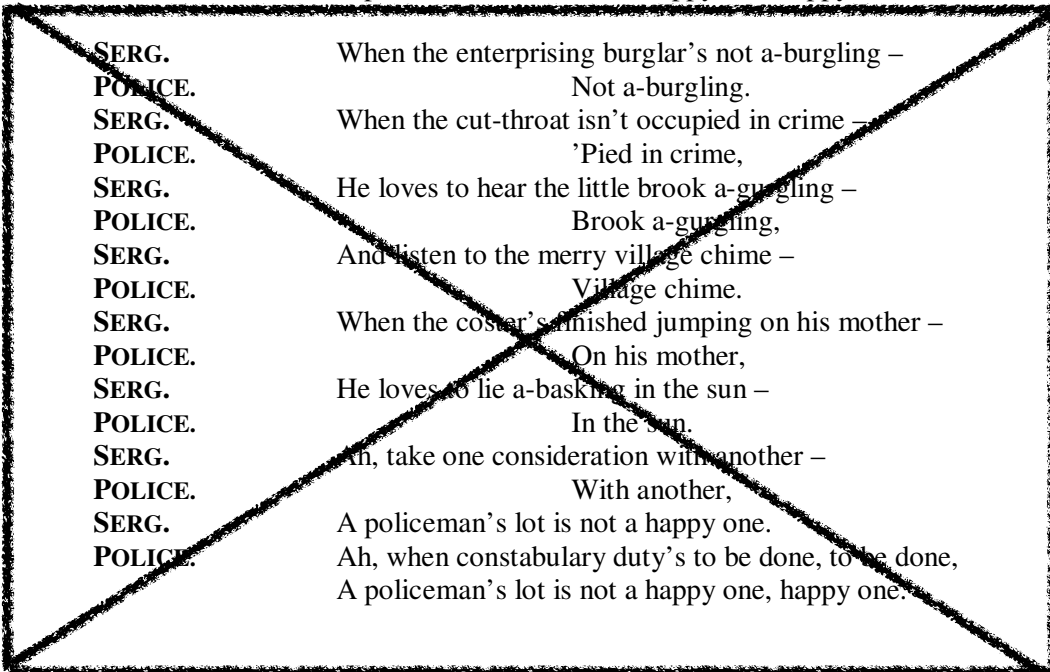 SERG. When the enterprising burglar's not a-burgling –
POLICE. Not a-burgling.
SERG. When the cut-throat isn't occupied in crime –
POLICE. ’Pied in crime,
SERG. He loves to hear the little brook a-gurgling –
POLICE. Brook a-gurgling,
SERG. And listen to the merry village chime –
POLICE. Village chime.
SERG. When the coster's finished jumping on his mother –
POLICE. On his mother,
SERG. He loves to lie a-basking in the sun –
POLICE. In the sun.
SERG. Ah, take one consideration with another –
POLICE. With another,
SERG. A policeman's lot is not a happy one.
POLICE. Ah, when constabulary duty's to be done, to be done,
A policeman's lot is not a happy one, happy one.